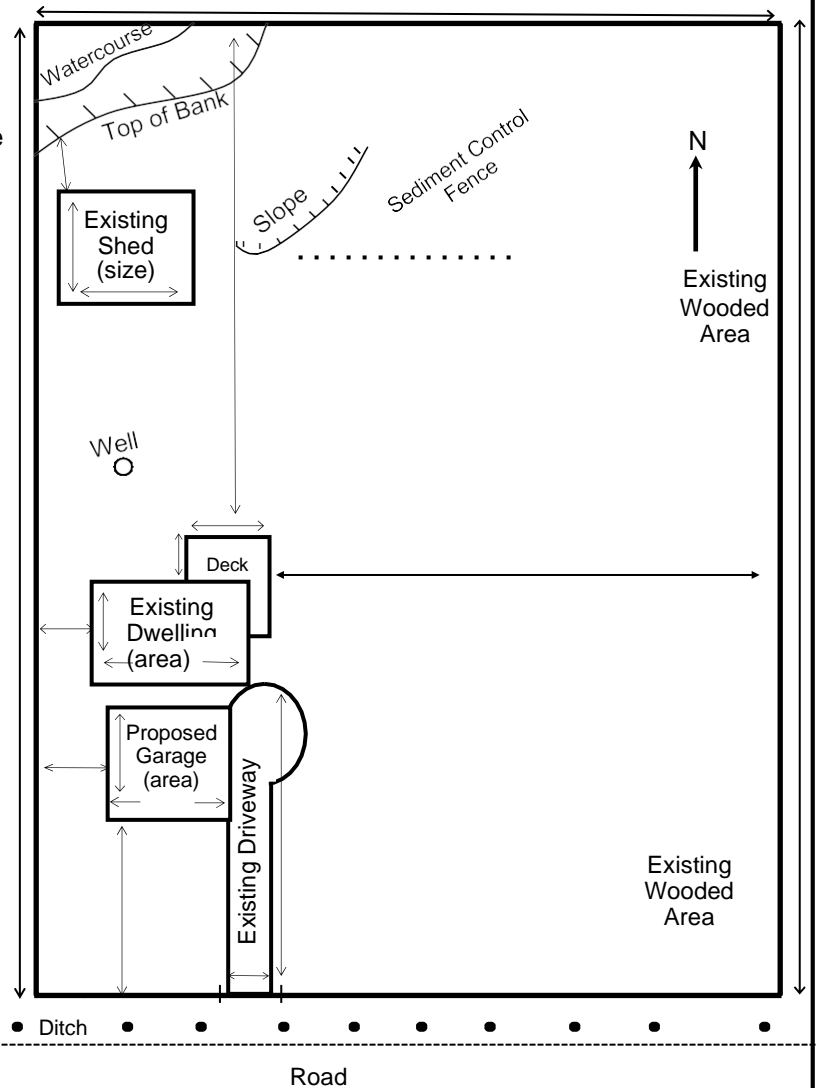 Watercourse
Top of Bank
e
Existing
Shed
(size)
Slope
Sediment Control
Fence
N
Existing
Wooded
Area
Well
Deck
Existing
Dwelling
(area)
Proposed
Garage
(area)
Existing Driveway
Existing
Wooded
Area
Ditch
Road